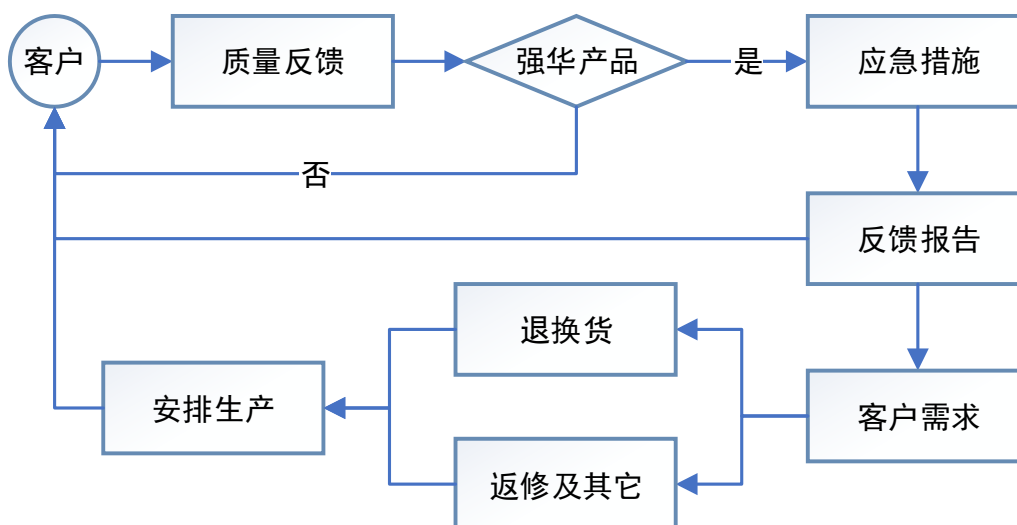 客户
质量反馈
强华产品
是
应急措施
否
反馈报告
退换货
安排生产
客户需求
返修及其它